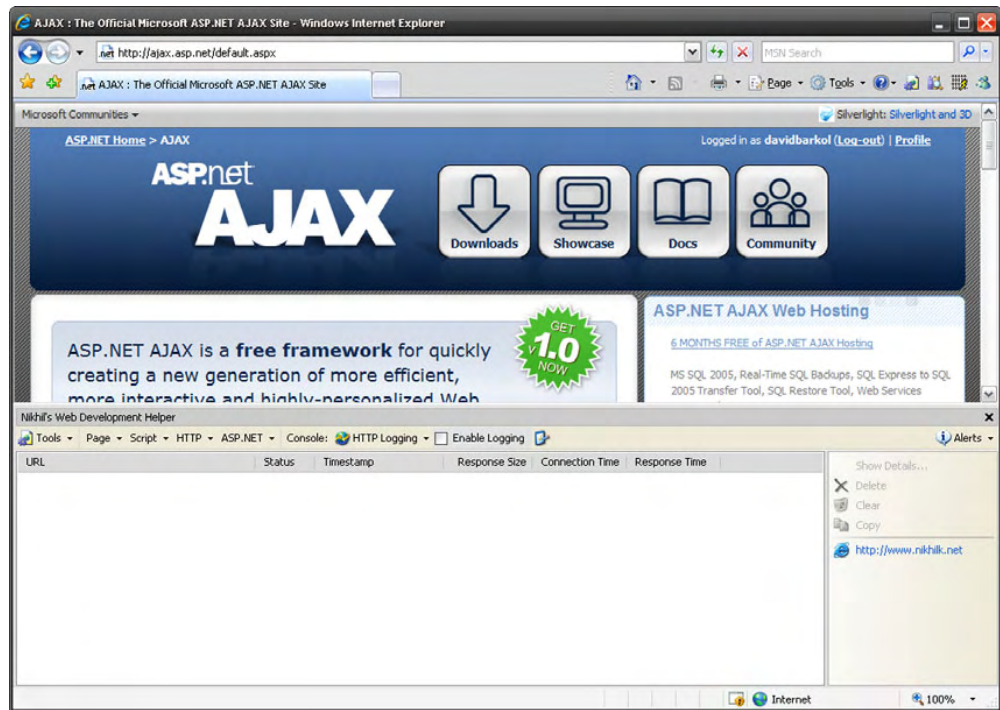 AJAX : The Official Microsoft ASP.NET AJAX Site - Windows Internet Explorer
http://ajax.asp.net/default.aspx
MSN Search
AJAX : The Official Microsoft ASP.NET AJAX Site
Page
Tools
Microsoft Communities
Silverlight: Silverlight and 3D
ASP.NET Home > AJAX
Logged in as davidbarkol (Log-out) | Profile
ASP.net
AJAX
Downloads
Showcase
Docs
Community
ASP.NET AJAX is a free framework for quickly
creating a new generation of more efficient,
more interactive and highly-personalized Web
GET
v1.0
NOW
ASP.NET AJAX Web Hosting
6 MONTHS FREE of ASP.NET AJAX Hosting
MS SQL 2005, Real-Time SQL Backups, SQL Express to SQL
2005 Transfer Tool, SQL Restore Tool, Web Services
Nikhil's Web Development Helper
Tools Page Script HTTP ASP.NET Console: HTTP Logging Enable Logging
Alerts
URL Status Timestamp Response Size Connection Time Response Time
Show Details...
Delete
Clear
Copy
http://www.nikhilk.net
Internet
100%